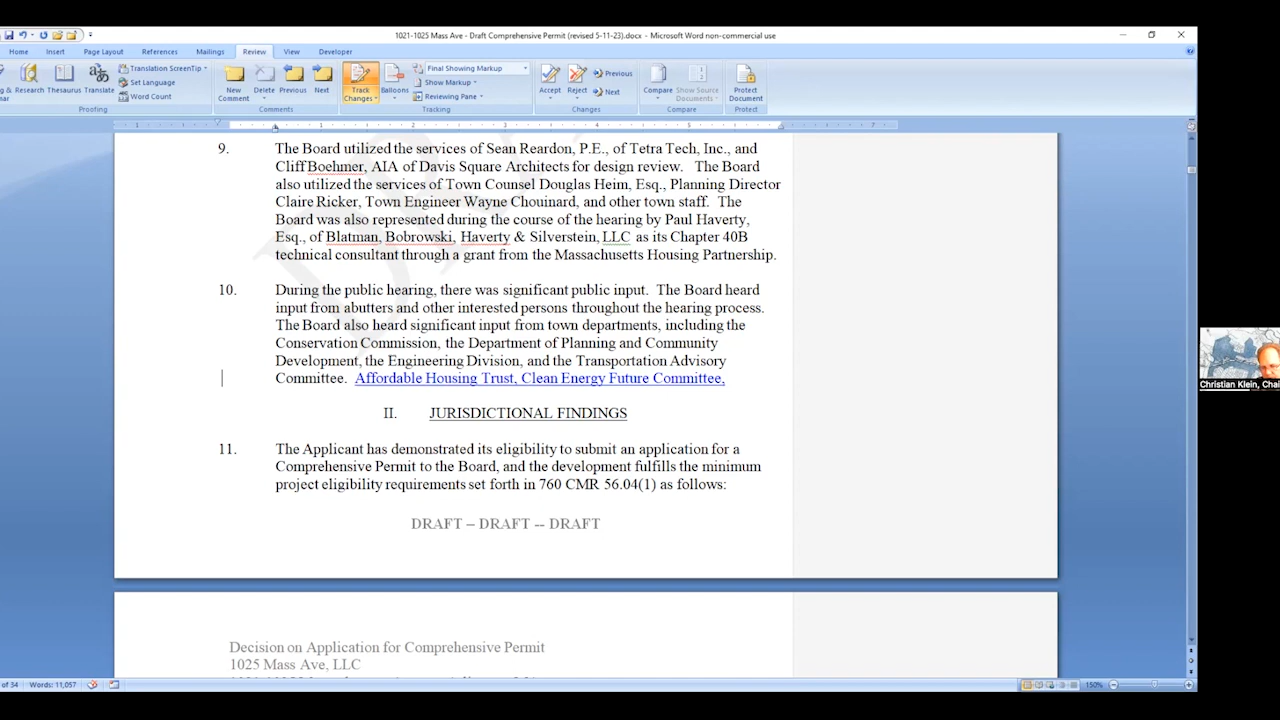 1021-1025 Mass Ave - Draft Comprehensive Permit (revised 5-11-23).docx - Microsoft Word non-commercial use
Home Insert Page Layout References Mailings Review View Developer
Research Thesaurus Translate
Translation ScreenTip
Set Language
Word Count
Proofing
New Comment
Delete
Previous
Next
Comments
Track Changes
Balloons
Final Showing Markup
Show Markup
Reviewing Pane
Tracking
Accept
Reject
Previous
Next
Changes
Compare
Show Source Documents
Compare
Protect Document
Protect
9. The Board utilized the services of Sean Reardon, P.E., of Tetra Tech, Inc., and
Cliff Boehmer, AIA of Davis Square Architects for design review. The Board
also utilized the services of Town Counsel Douglas Heim, Esq., Planning Director
Claire Ricker, Town Engineer Wayne Chouinard, and other town staff. The
Board was also represented during the course of the hearing by Paul Haverty,
Esq., of Blatman, Bobrowski, Haverty & Silverstein, LLC as its Chapter 40B
technical consultant through a grant from the Massachusetts Housing Partnership.
10. During the public hearing, there was significant public input. The Board heard
input from abutters and other interested persons throughout the hearing process.
The Board also heard significant input from town departments, including the
Conservation Commission, the Department of Planning and Community
Development, the Engineering Division, and the Transportation Advisory
Committee. Affordable Housing Trust, Clean Energy Future Committee,
II. JURISDICTIONAL FINDINGS
11. The Applicant has demonstrated its eligibility to submit an application for a
Comprehensive Permit to the Board, and the development fulfills the minimum
project eligibility requirements set forth in 760 CMR 56.04(1) as follows:
DRAFT – DRAFT -- DRAFT
Decision on Application for Comprehensive Permit
1025 Mass Ave, LLC
Christian Klein, Chai
of 34 Words: 11,057
150%